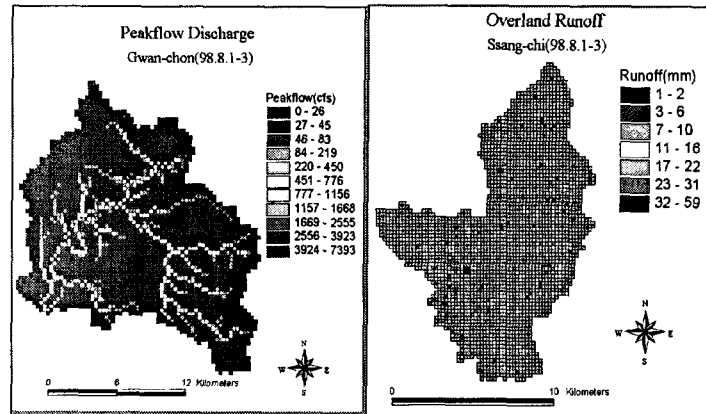 Peakflow Discharge
Gwan-chon(98.8.1-3)
Peakflow(cfs)
0 - 26
27 - 45
46 - 83
84 - 219
220 - 450
451 - 776
777 - 1156
1157 - 1668
1669 - 2555
2556 - 3923
3924 - 7393
N
W E
S
0 6 12 Kilometers
Overland Runoff
Ssang-chi(98.8.1-3)
Runoff(mm)
1 - 2
3 - 6
7 - 10
11 - 16
17 - 22
23 - 31
32 - 59
N
W E
S
0 10 Kilometers